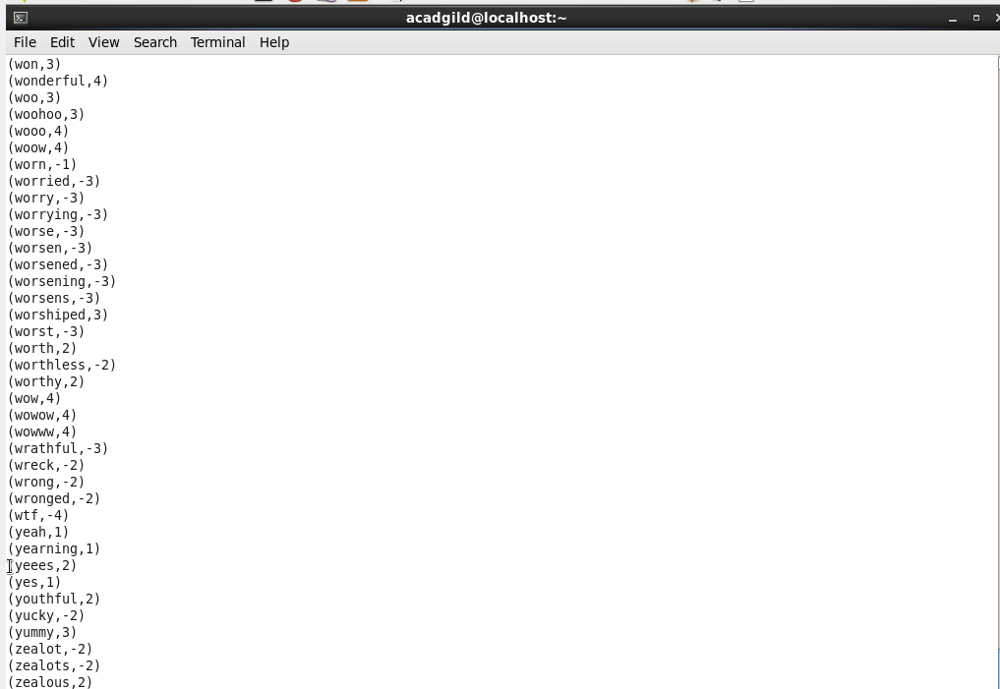 acadgild@localhost:~
File Edit View Search Terminal Help
(won,3)
(wonderful,4)
(woo,3)
(woohoo,3)
(wooo,4)
(woow,4)
(worn,-1)
(worried,-3)
(worry,-3)
(worrying,-3)
(worse,-3)
(worsen,-3)
(worsened,-3)
(worsening,-3)
(worsens,-3)
(worshiped,3)
(worst,-3)
(worth,2)
(worthless,-2)
(worthy,2)
(wow,4)
(wowow,4)
(wowww,4)
(wrathful,-3)
(wreck,-2)
(wrong,-2)
(wronged,-2)
(wtf,-4)
(yeah,1)
(yearning,1)
(yeees,2)
(yes,1)
(youthful,2)
(yucky,-2)
(yummy,3)
(zealot,-2)
(zealots,-2)
(zealous,2)